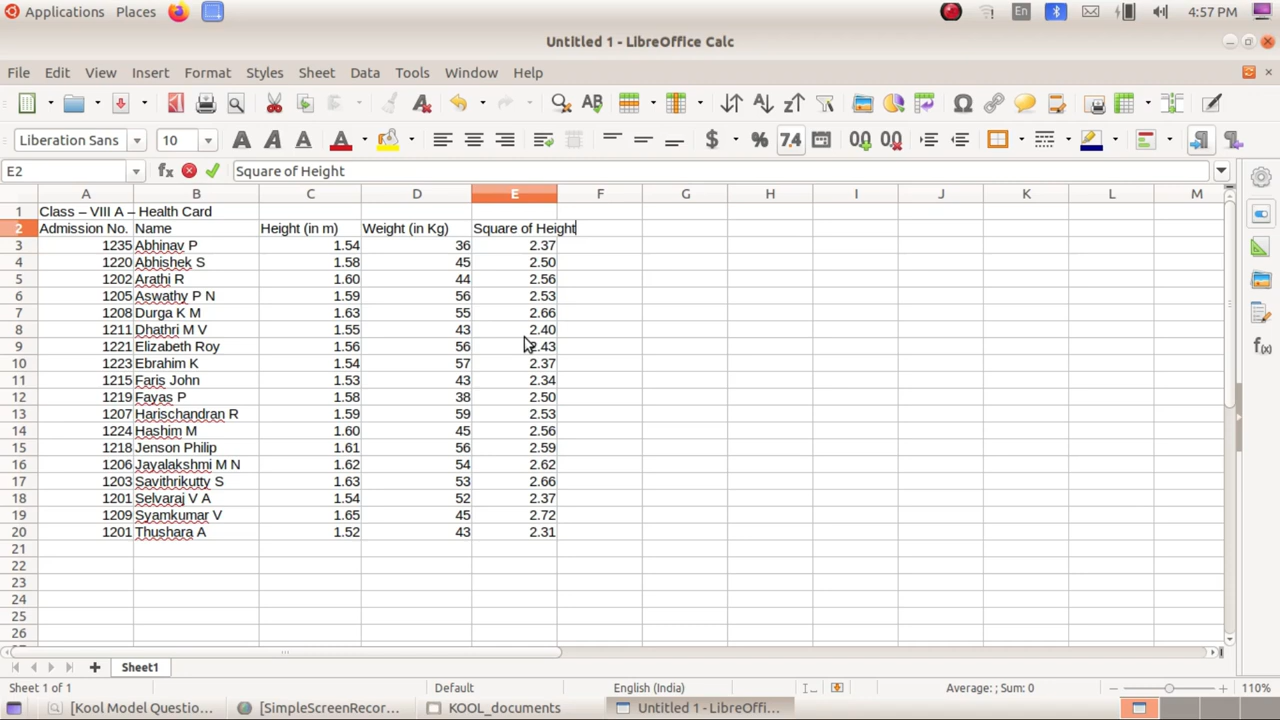 Applications Places En 4:57 PM
Untitled 1 - LibreOffice Calc
File Edit View Insert Format Styles Sheet Data Tools Window Help
Liberation Sans 10 $ % 7.4
E2 fx Square of Height
A B C D E F G H I J K L M
1 Class – VIII A – Health Card
2 Admission No. Name Height (in m) Weight (in Kg) Square of Height
3 1235 Abhinav P 1.54 36 2.37
4 1220 Abhishek S 1.58 45 2.50
5 1202 Arathi R 1.60 44 2.56
6 1205 Aswathy P N 1.59 56 2.53
7 1208 Durga K M 1.63 55 2.66
8 1211 Dhathri M V 1.55 43 2.40
9 1221 Elizabeth Roy 1.56 56 2.43
10 1223 Ebrahim K 1.54 57 2.37
11 1215 Faris John 1.53 43 2.34
12 1219 Fayas P 1.58 38 2.50
13 1207 Harischandran R 1.59 59 2.53
14 1224 Hashim M 1.60 45 2.56
15 1218 Jenson Philip 1.61 56 2.59
16 1206 Jayalakshmi M N 1.62 54 2.62
17 1203 Savithrikutty S 1.63 53 2.66
18 1201 Selvaraj V A 1.54 52 2.37
19 1209 Syamkumar V 1.65 45 2.72
20 1201 Thushara A 1.52 43 2.31
21
22
23
24
25
26
Sheet1
Sheet 1 of 1 Default English (India) Average: ; Sum: 0 110%
[Kool Model Questio... [SimpleScreenRecor... KOOL_documents Untitled 1 - LibreOffi...